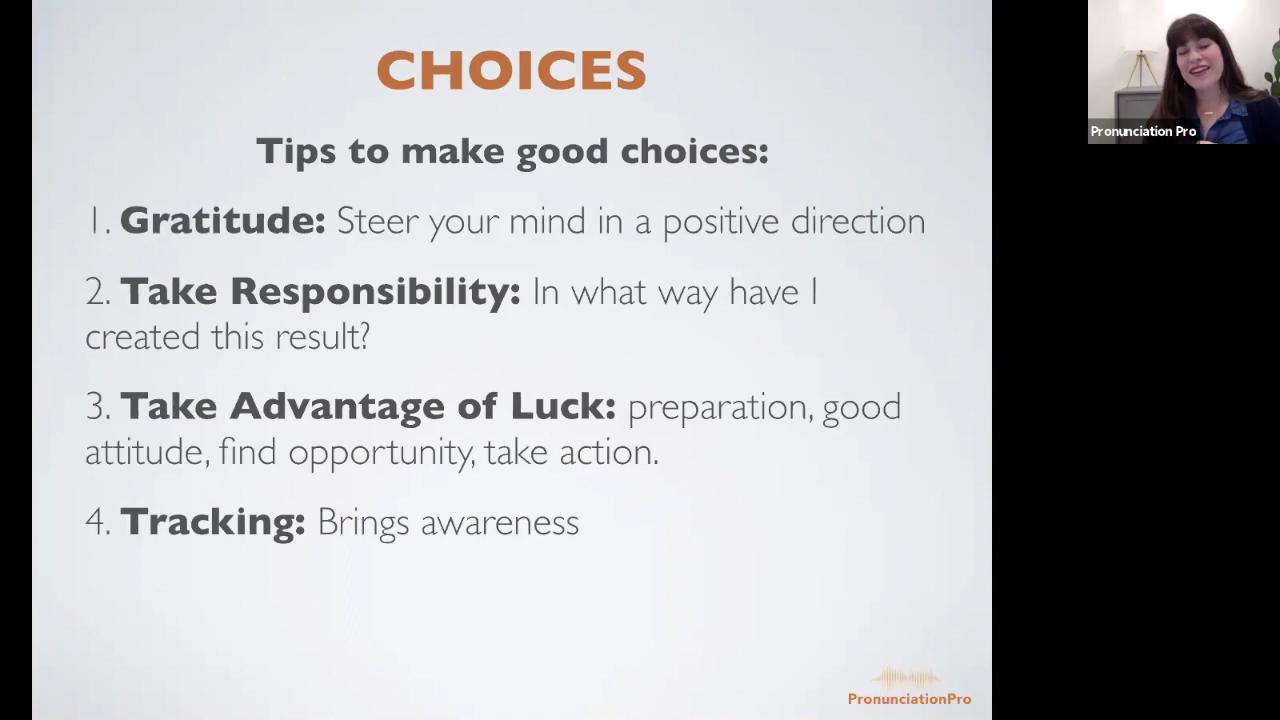 CHOICES
Tips to make good choices:
1. Gratitude: Steer your mind in a positive direction
2. Take Responsibility: In what way have I
created this result?
3. Take Advantage of Luck: preparation, good
attitude, find opportunity, take action.
4. Tracking: Brings awareness
PronunciationPro
Pronunciation Pro